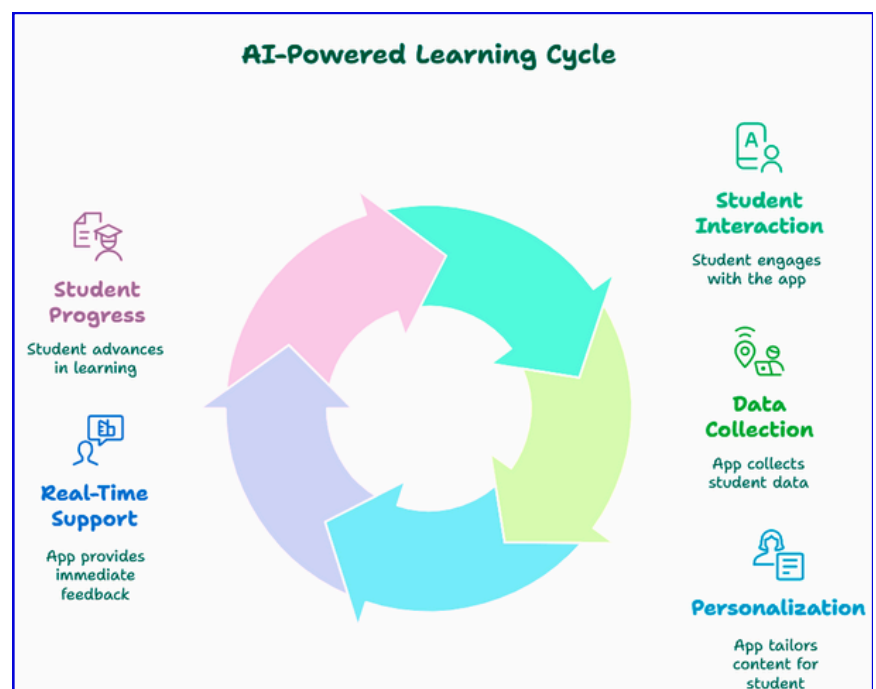 AI-Powered Learning Cycle
A
Student
Interaction
Student engages
with the app
Data
Collection
App collects
student data
Personalization
App tailors
content for
student
Real-Time
Support
App provides
immediate
feedback
Student
Progress
Student advances
in learning